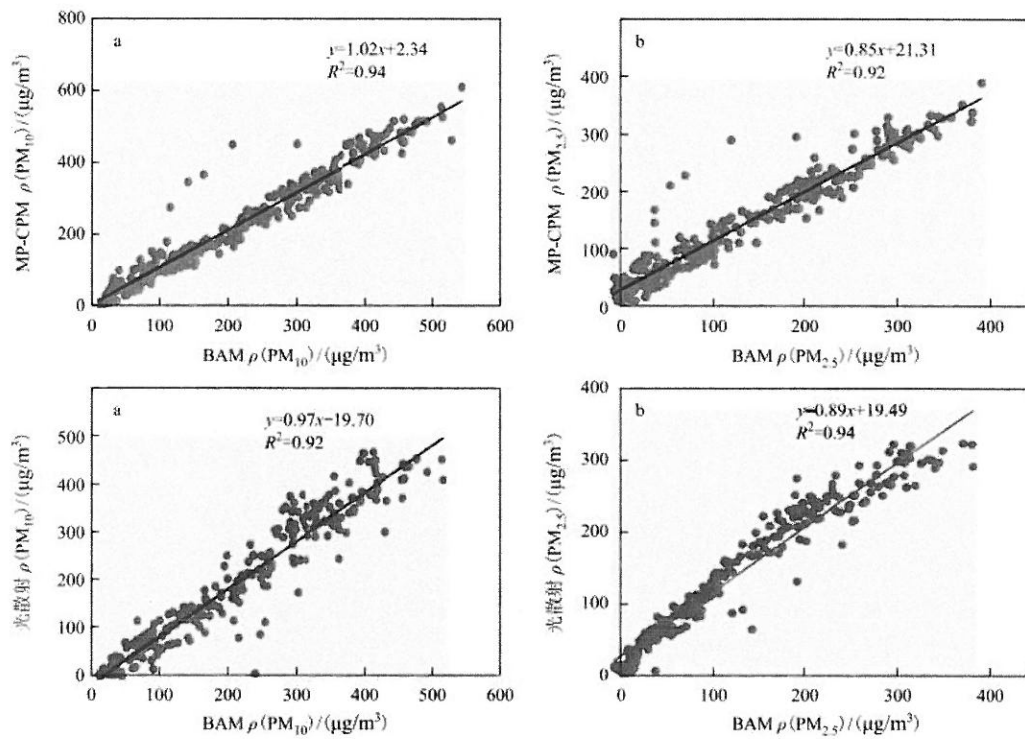 800
a
y=1.02x+2.34
R²=0.94
600
400
200
0
MP-CPM ρ(PM₁₀)/(μg/m³)
0 100 200 300 400 500 600
BAM ρ(PM₁₀)/(μg/m³)
b
y=0.85x+21.31
R²=0.92
400
300
200
100
0
MP-CPM ρ(PM₂.₅)/(μg/m³)
0 100 200 300 400
BAM ρ(PM₂.₅)/(μg/m³)
a
y=0.97x−19.70
R²=0.92
500
400
300
200
100
0
光散射 ρ(PM₁₀)/(μg/m³)
0 100 200 300 400 500 600
BAM ρ(PM₁₀)/(μg/m³)
400
b
y=0.89x+19.49
R²=0.94
300
200
100
0
光散射 ρ(PM₂.₅)/(μg/m³)
0 100 200 300 400
BAM ρ(PM₂.₅)/(μg/m³)